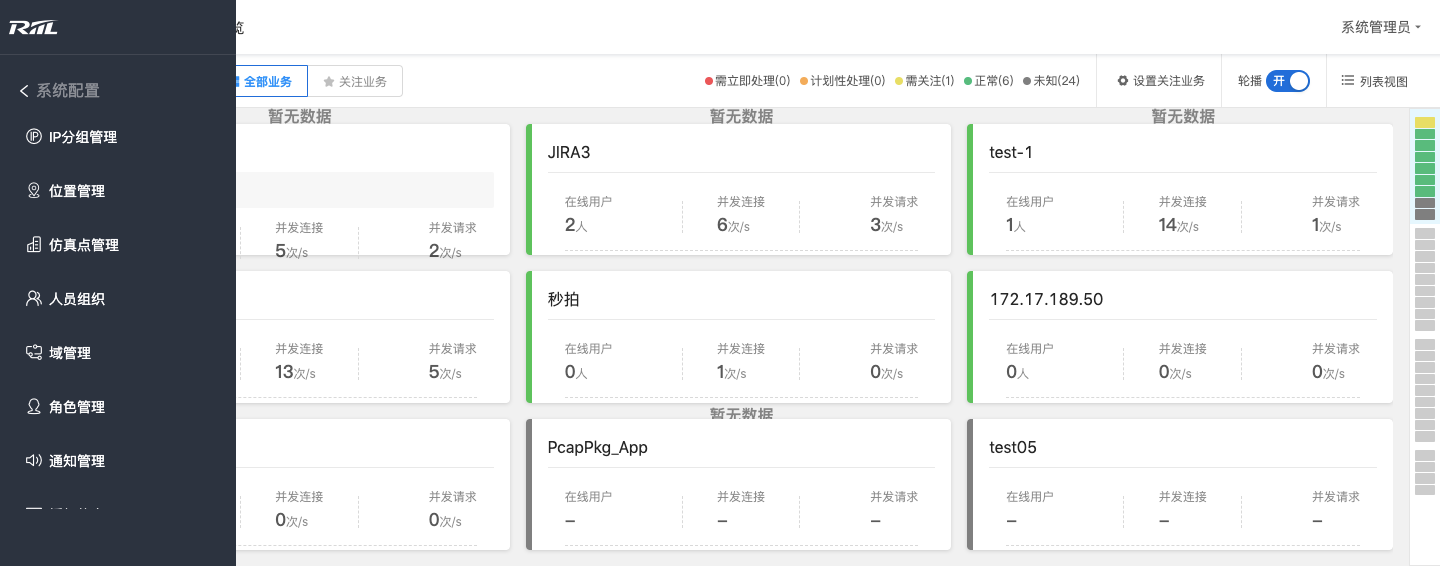 RIIL
览
系统管理员
全部业务
关注业务
需立即处理(0)
计划性处理(0)
需关注(1)
正常(6)
未知(24)
设置关注业务
轮播
开
列表视图
系统配置
IP分组管理
位置管理
仿真点管理
人员组织
域管理
角色管理
通知管理
暂无数据
暂无数据
暂无数据
并发连接 并发请求
5次/s 2次/s
JIRA3
在线用户 并发连接 并发请求
2人 6次/s 3次/s
test-1
在线用户 并发连接 并发请求
1人 14次/s 1次/s
并发连接 并发请求
13次/s 5次/s
秒拍
在线用户 并发连接 并发请求
0人 1次/s 0次/s
172.17.189.50
在线用户 并发连接 并发请求
0人 0次/s 0次/s
暂无数据
并发连接 并发请求
0次/s 0次/s
PcapPkg_App
在线用户 并发连接 并发请求
– – –
test05
在线用户 并发连接 并发请求
– – –